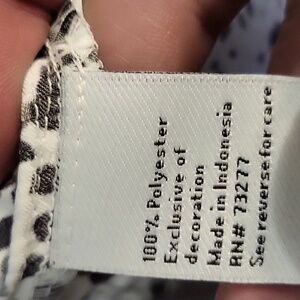 100% Polyester
Exclusive of
decoration
Made in Indonesia
RN# 73277
See reverse for care